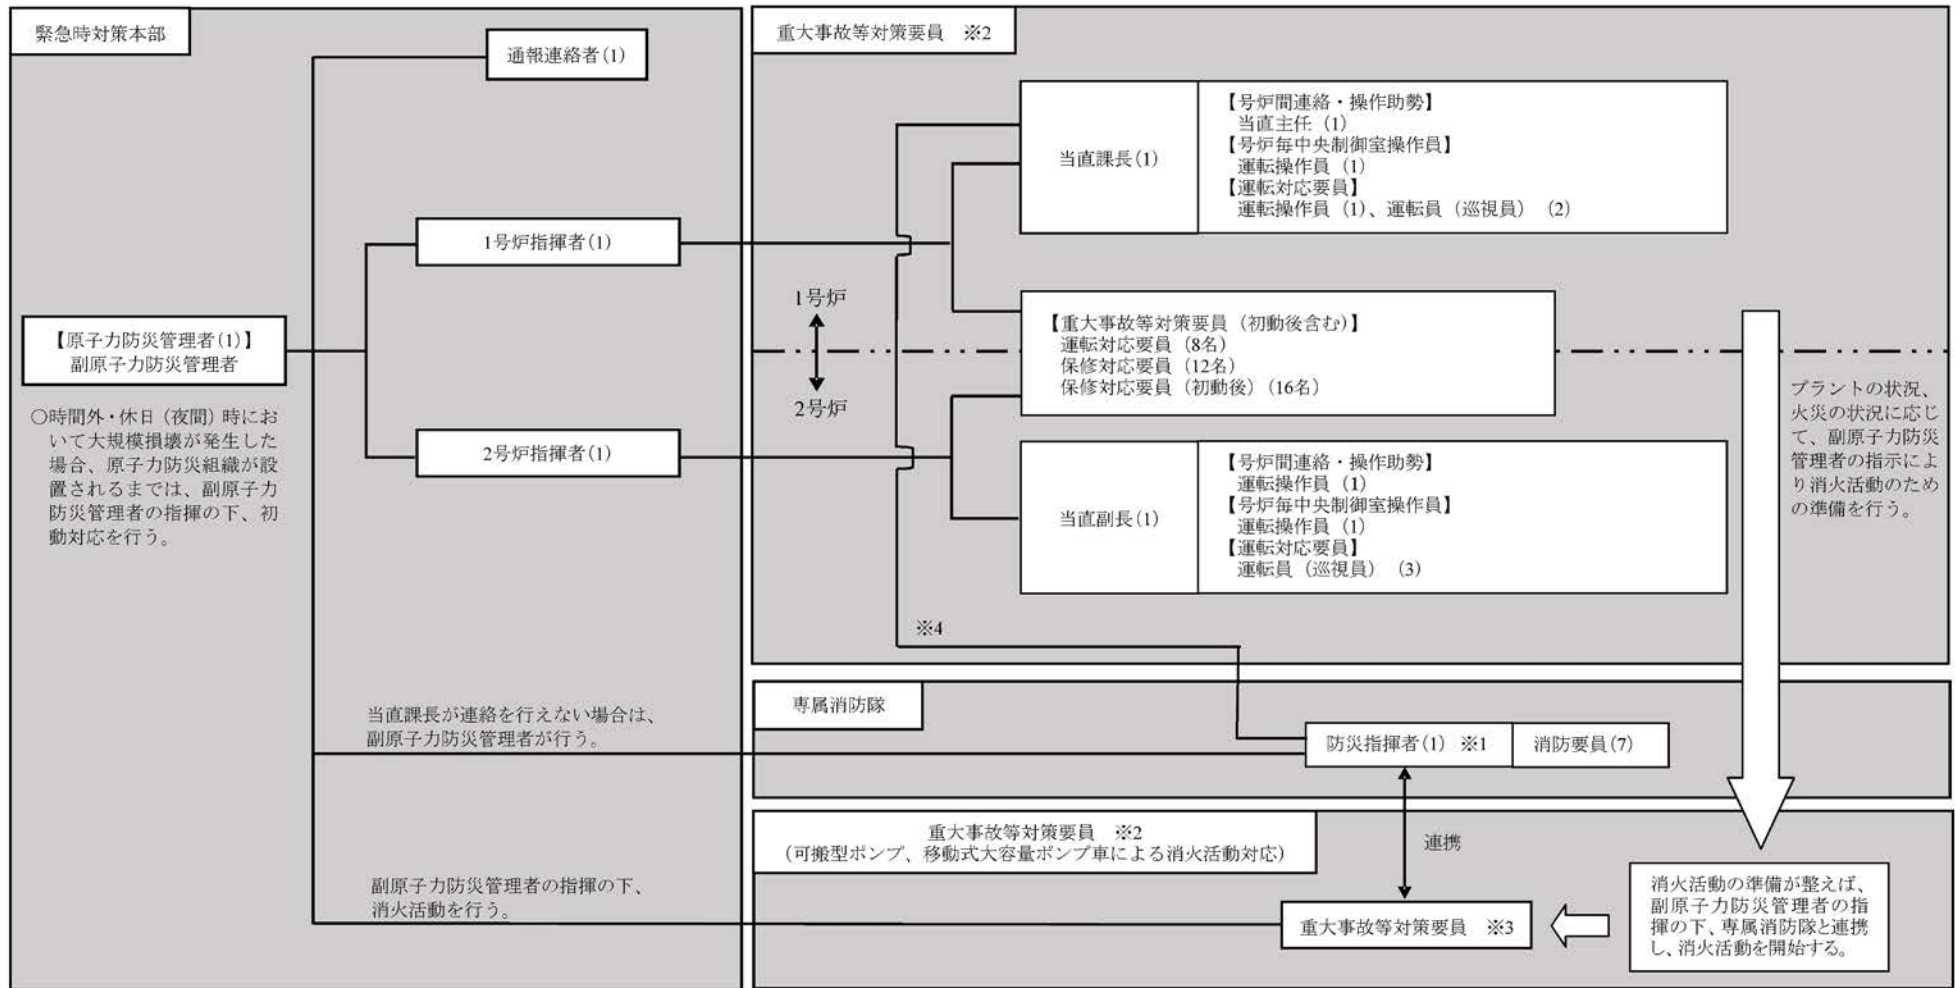 緊急時対策本部
通報連絡者(1)
1号炉指揮者(1)
【原子力防災管理者(1)】
副原子力防災管理者
○時間外・休日（夜間）時にお
いて大規模損壊が発生した
場合、原子力防災組織が設
置されるまでは、副原子力
防災管理者の指揮の下、初
動対応を行う。
2号炉指揮者(1)
当直課長が連絡を行えない場合は、
副原子力防災管理者が行う。
副原子力防災管理者の指揮の下、
消火活動を行う。
重大事故等対策要員　※2
当直課長(1)
【号炉間連絡・操作助勢】
当直主任（1）
【号炉毎中央制御室操作員】
運転操作員（1）
【運転対応要員】
運転操作員（1）、運転員（巡視員）（2）
1号炉
2号炉
【重大事故等対策要員（初動後含む）】
運転対応要員（8名）
保修対応要員（12名）
保修対応要員（初動後）（16名）
当直副長(1)
【号炉間連絡・操作助勢】
運転操作員（1）
【号炉毎中央制御室操作員】
運転操作員（1）
【運転対応要員】
運転員（巡視員）（3）
※4
プラントの状況、
火災の状況に応じ
て、副原子力防災
管理者の指示によ
り消火活動のため
の準備を行う。
専属消防隊
防災指揮者(1)　※1
消防要員(7)
重大事故等対策要員　※2
（可搬型ポンプ、移動式大容量ポンプ車による消火活動対応）
連携
重大事故等対策要員　※3
消火活動の準備が整えば、
副原子力防災管理者の指
揮の下、専属消防隊と連携
し、消火活動を開始する。